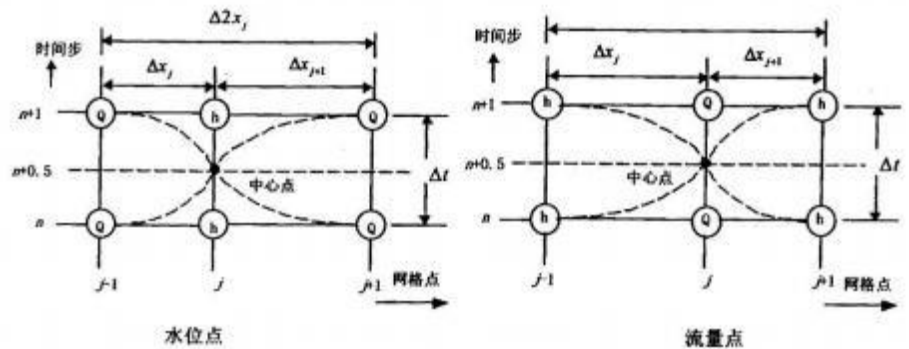 Δ2x_j
时间步
Δx_j
Δx_{j+1}
n+1
Q
h
Q
n+0.5
中心点
Δt
n
Q
h
Q
j-1
j
j+1
网格点
水位点
时间步
Δx_j
Δx_{j+1}
n+1
h
Q
h
n+0.5
中心点
Δt
n
h
Q
h
j-1
j
j+1
网格点
流量点